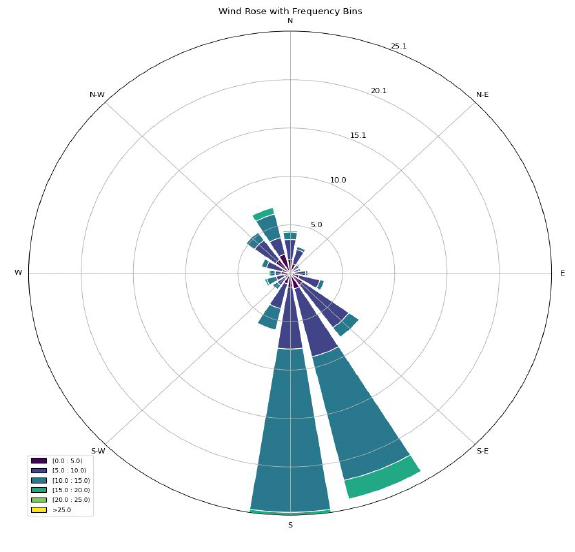 Wind Rose with Frequency Bins
N
25.1
N-W
N-E
20.1
15.1
10.0
5.0
W
E
S-W
S-E
[0.0 : 5.0)
[5.0 : 10.0)
[10.0 : 15.0)
[15.0 : 20.0)
[20.0 : 25.0)
>25.0
S